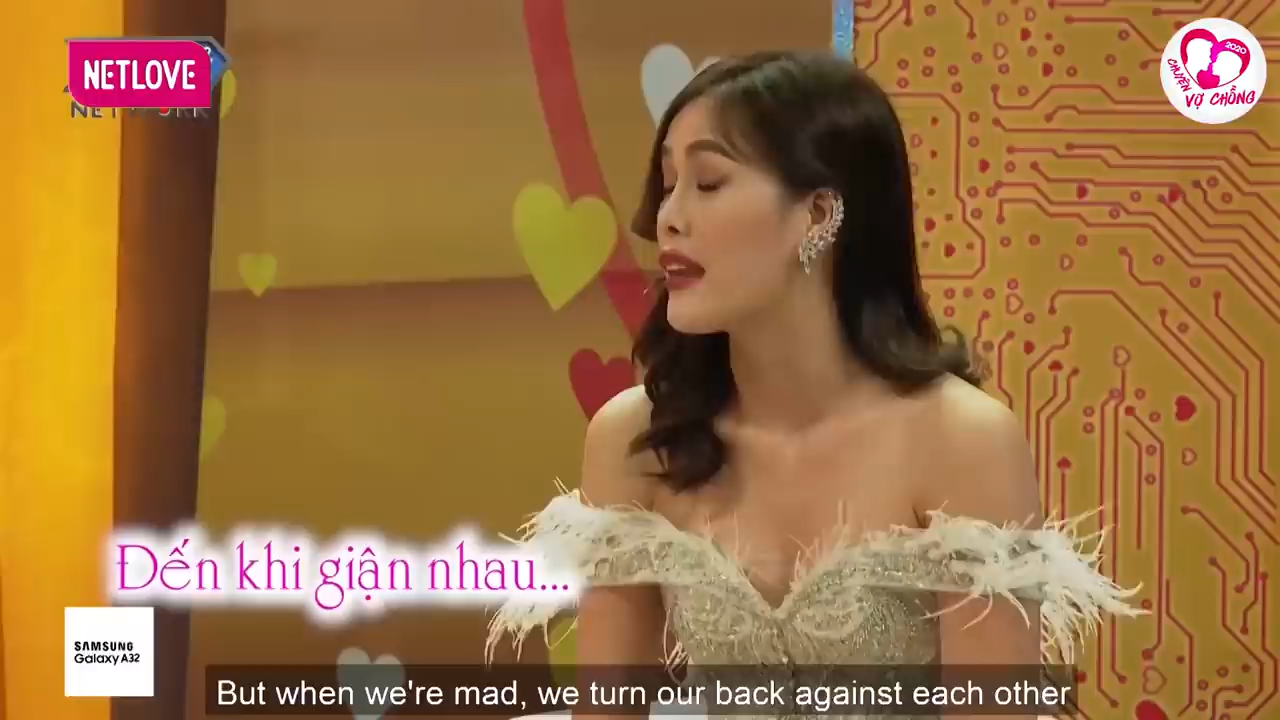 NETLOVE
NETWORK
2020
CHUYỆN
VỢ CHỒNG
Đến khi giận nhau...
SAMSUNG
Galaxy A32
But when we're mad, we turn our back against each other